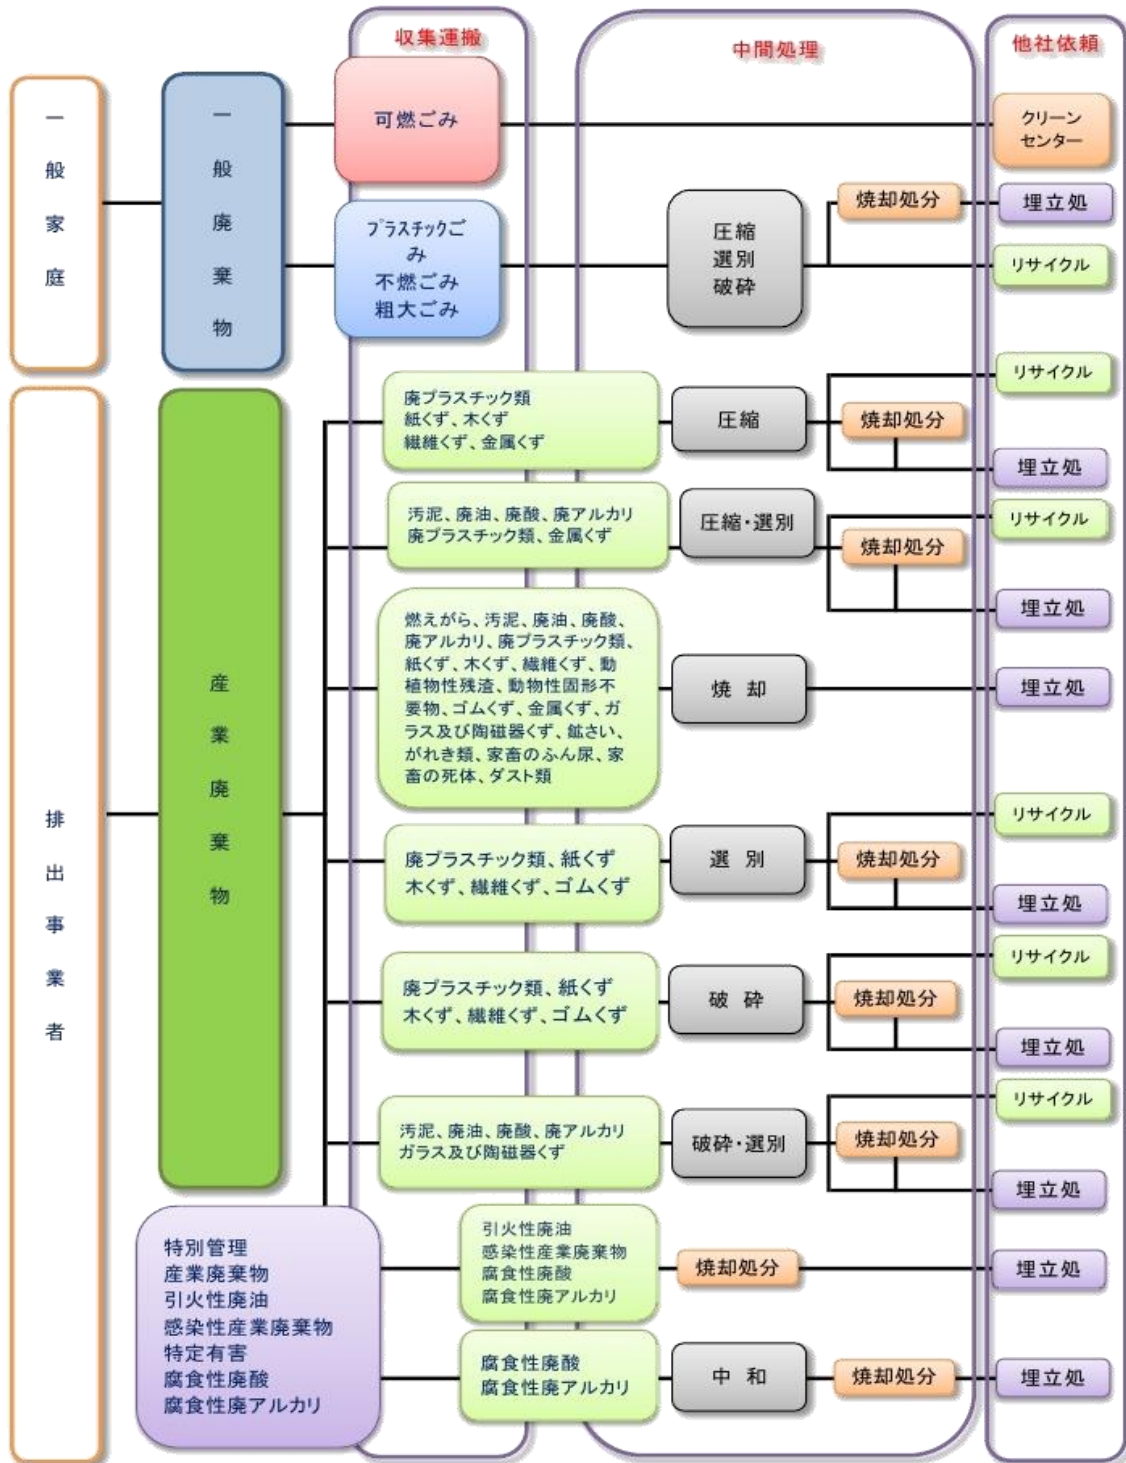 収集運搬
中間処理
他社依頼
一般家庭
一般廃棄物
可燃ごみ
クリーン
センター
プラスチックご
み
不燃ごみ
粗大ごみ
圧縮
選別
破砕
焼却処分
埋立処
リサイクル
排出事業者
産業廃棄物
廃プラスチック類
紙くず、木くず
繊維くず、金属くず
圧縮
リサイクル
焼却処分
埋立処
汚泥、廃油、廃酸、廃アルカリ
廃プラスチック類、金属くず
圧縮・選別
リサイクル
焼却処分
埋立処
燃えがら、汚泥、廃油、廃酸、
廃アルカリ、廃プラスチック類、
紙くず、木くず、繊維くず、動
植物性残渣、動物性固形不
要物、ゴムくず、金属くず、ガ
ラス及び陶磁器くず、鉱さい、
がれき類、家畜のふん尿、家
畜の死体、ダスト類
焼 却
埋立処
廃プラスチック類、紙くず
木くず、繊維くず、ゴムくず
選 別
リサイクル
焼却処分
埋立処
廃プラスチック類、紙くず
木くず、繊維くず、ゴムくず
破 砕
リサイクル
焼却処分
埋立処
汚泥、廃油、廃酸、廃アルカリ
ガラス及び陶磁器くず
破砕・選別
リサイクル
焼却処分
埋立処
特別管理
産業廃棄物
引火性廃油
感染性産業廃棄物
特定有害
腐食性廃酸
腐食性廃アルカリ
引火性廃油
感染性産業廃棄物
腐食性廃酸
腐食性廃アルカリ
焼却処分
埋立処
腐食性廃酸
腐食性廃アルカリ
中 和
焼却処分
埋立処